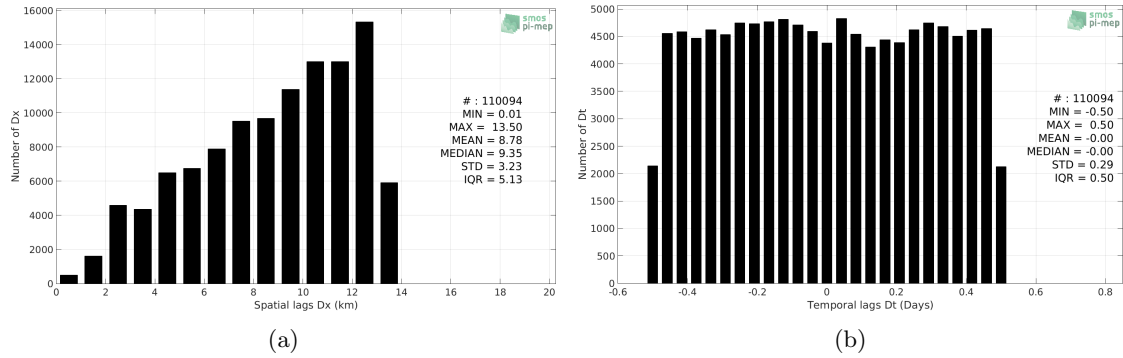 16000
14000
12000
10000
8000
6000
4000
2000
0
Number of Dx
0 2 4 6 8 10 12 14 16 18 20
Spatial lags Dx (km)
smos
pi-mep
# : 110094
MIN = 0.01
MAX = 13.50
MEAN = 8.78
MEDIAN = 9.35
STD = 3.23
IQR = 5.13
(a)
5000
4500
4000
3500
3000
2500
2000
1500
1000
500
0
Number of Dt
-0.6 -0.4 -0.2 0 0.2 0.4 0.6 0.8
Temporal lags Dt (Days)
smos
pi-mep
# : 110094
MIN = -0.50
MAX = 0.50
MEAN = -0.00
MEDIAN = -0.00
STD = 0.29
IQR = 0.50
(b)